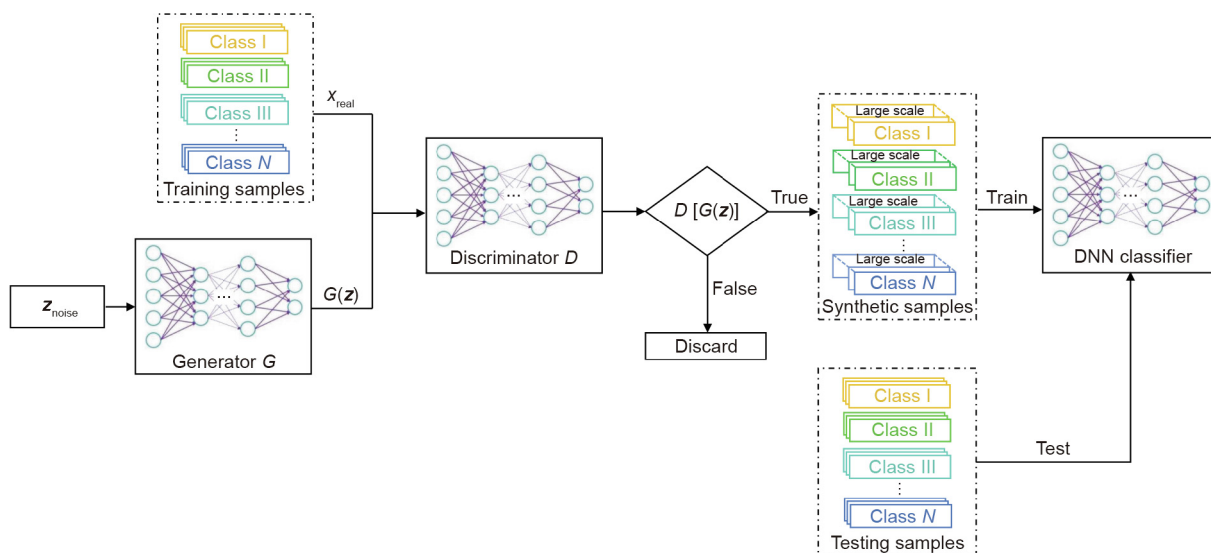 Class I
Class II
Class III
⋮
Class N
Training samples
x_real
z_noise
Generator G
G(z)
Discriminator D
D [G(z)]
True
False
Discard
Large scale
Class I
Large scale
Class II
Large scale
Class III
⋮
Large scale
Class N
Synthetic samples
Train
DNN classifier
Class I
Class II
Class III
⋮
Class N
Testing samples
Test